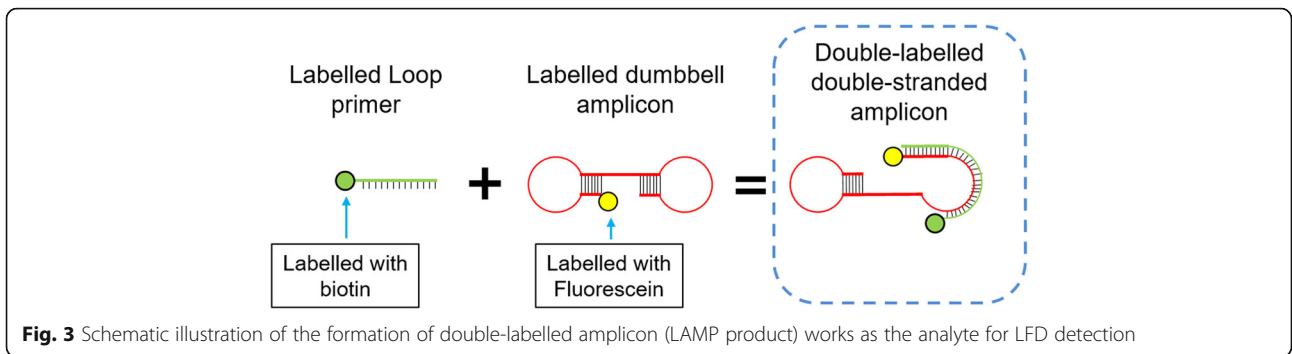 Labelled Loop
primer
Labelled dumbbell
amplicon
Double-labelled
double-stranded
amplicon
+
=
Labelled with
biotin
Labelled with
Fluorescein
Fig. 3 Schematic illustration of the formation of double-labelled amplicon (LAMP product) works as the analyte for LFD detection